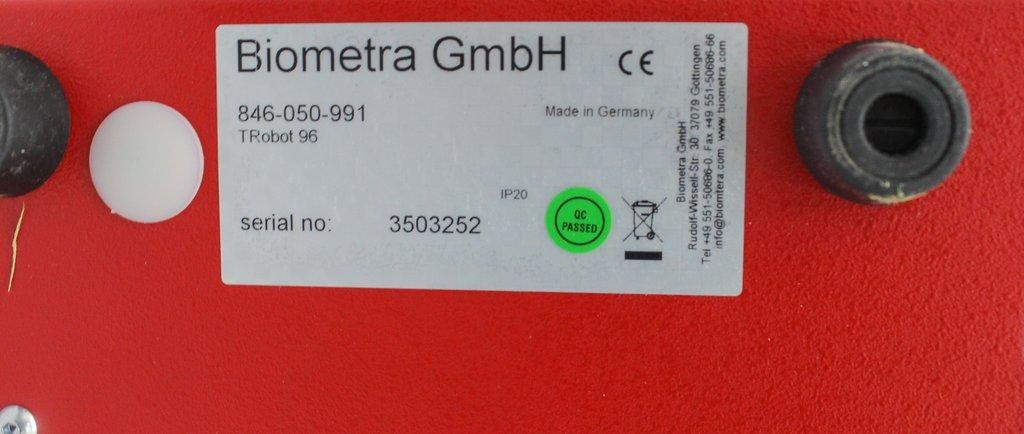 Biometra GmbH
CE
846-050-991
Made in Germany
TRobot 96
IP20
QC
PASSED
serial no: 3503252
Biometra GmbH
Rudolf-Wissell-Str. 30, 37079 Göttingen
Tel +49 551-50686-0, Fax +49 551-50686-66
info@biomtera.com, www.biometra.com